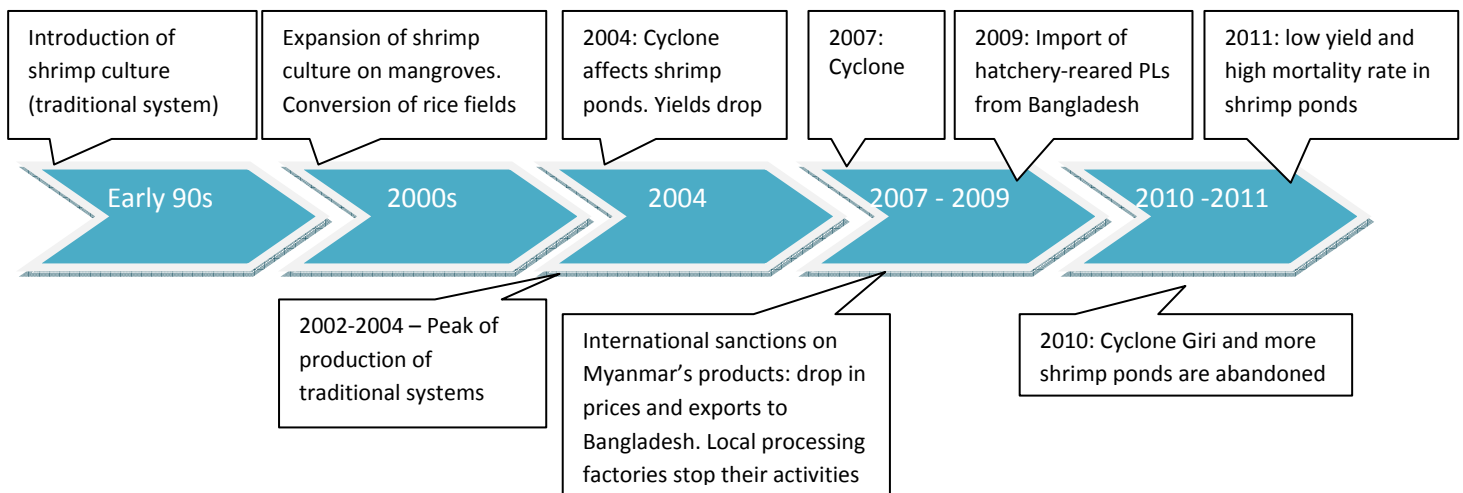 Introduction of
shrimp culture
(traditional system)
Expansion of shrimp
culture on mangroves.
Conversion of rice fields
2004: Cyclone
affects shrimp
ponds. Yields drop
2007:
Cyclone
2009: Import of
hatchery-reared PLs
from Bangladesh
2011: low yield and
high mortality rate in
shrimp ponds
Early 90s
2000s
2004
2007 - 2009
2010 -2011
2002-2004 – Peak of
production of
traditional systems
International sanctions on
Myanmar’s products: drop in
prices and exports to
Bangladesh. Local processing
factories stop their activities
2010: Cyclone Giri and more
shrimp ponds are abandoned